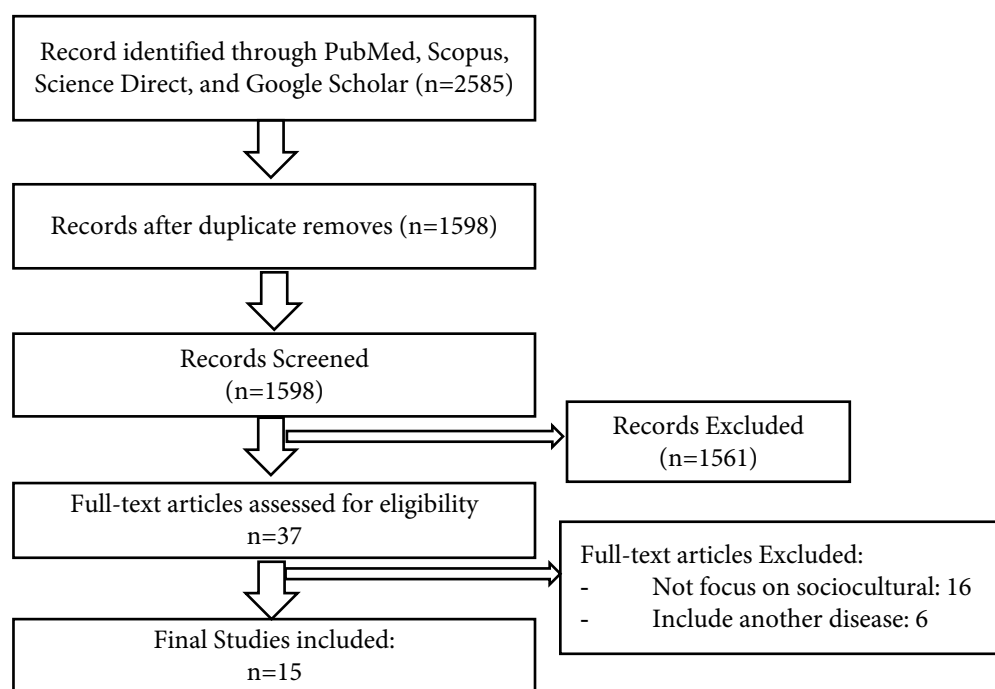 Record identified through PubMed, Scopus,
Science Direct, and Google Scholar (n=2585)
Records after duplicate removes (n=1598)
Records Screened
(n=1598)
Records Excluded
(n=1561)
Full-text articles assessed for eligibility
n=37
Full-text articles Excluded:
- Not focus on sociocultural: 16
- Include another disease: 6
Final Studies included:
n=15